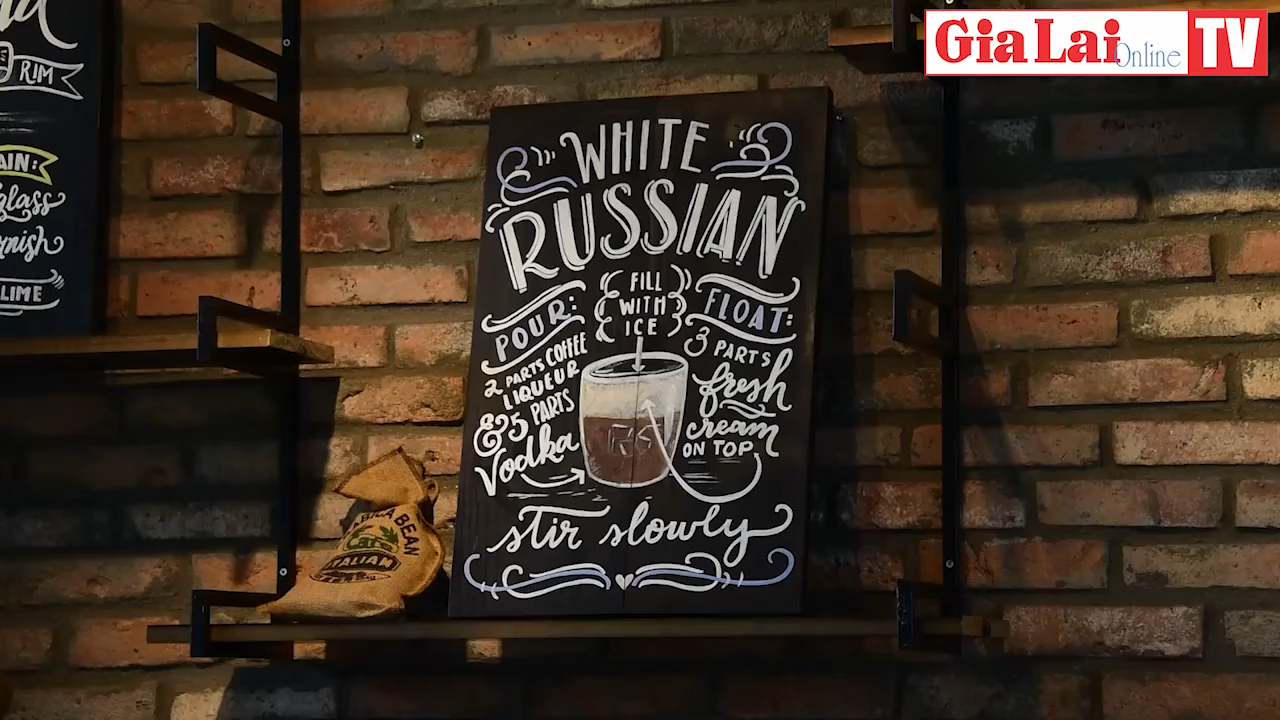 Gia Lai Online TV
RIM
AIN:
glass
rnish
LIME
WHITE
RUSSIAN
FILL
WITH
ICE
POUR:
2 PARTS COFFEE
LIQUEUR
& 5 PARTS
Vodka
FLOAT:
3 PARTS
fresh
cream
ON TOP
RS
stir slowly
BEAN
ITALIAN